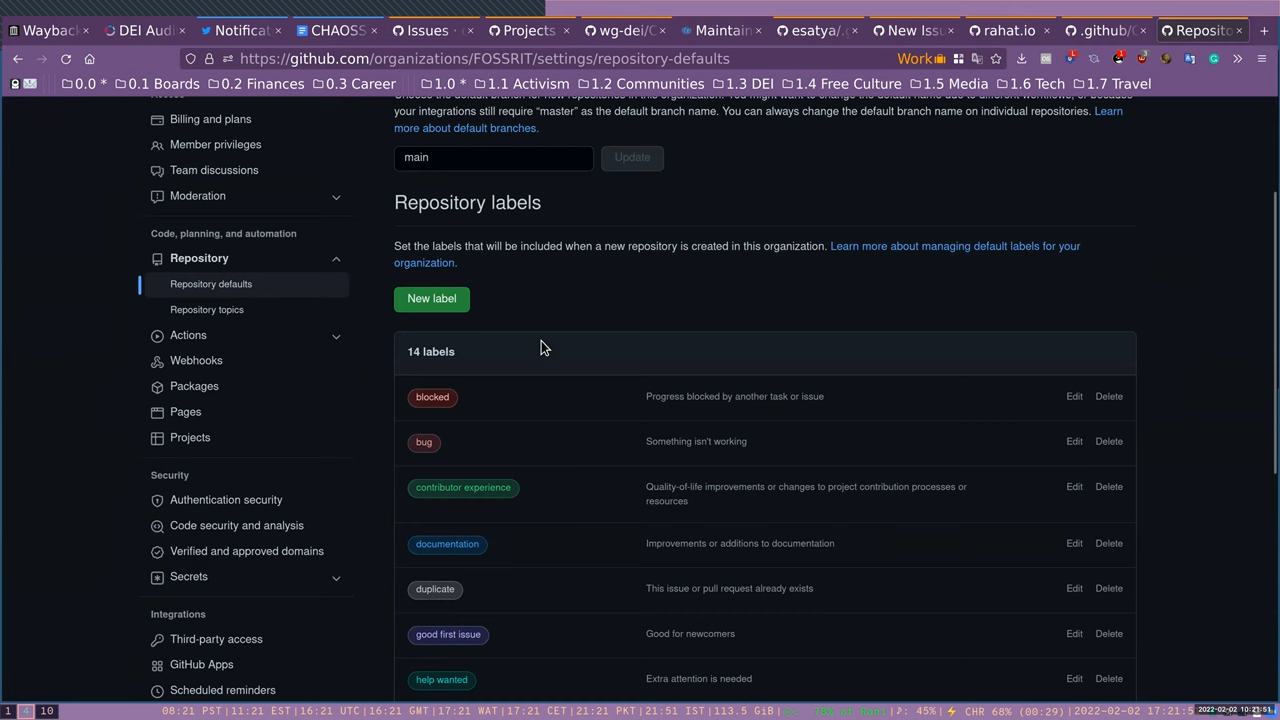 Wayback
DEI Audi
Notificat
CHAOSS
Issues ·
Projects
wg-dei/C
Maintain
esatya/.g
New Issu
rahat.io
.github/C
Reposito
https://github.com/organizations/FOSSRIT/settings/repository-defaults
Work
0.0 * 0.1 Boards 0.2 Finances 0.3 Career 1.0 * 1.1 Activism 1.2 Communities 1.3 DEI 1.4 Free Culture 1.5 Media 1.6 Tech 1.7 Travel
Billing and plans
Member privileges
Team discussions
Moderation
Code, planning, and automation
Repository
Repository defaults
Repository topics
Actions
Webhooks
Packages
Pages
Projects
Security
Authentication security
Code security and analysis
Verified and approved domains
Secrets
Integrations
Third-party access
GitHub Apps
Scheduled reminders
your integrations still require “master” as the default branch name. You can always change the default branch name on individual repositories. Learn
more about default branches.
main
Update
Repository labels
Set the labels that will be included when a new repository is created in this organization. Learn more about managing default labels for your
organization.
New label
14 labels
blocked Progress blocked by another task or issue Edit Delete
bug Something isn't working Edit Delete
contributor experience Quality-of-life improvements or changes to project contribution processes or
resources Edit Delete
documentation Improvements or additions to documentation Edit Delete
duplicate This issue or pull request already exists Edit Delete
good first issue Good for newcomers Edit Delete
help wanted Extra attention is needed Edit Delete
1 4 10
08:21 PST|11:21 EST|16:21 UTC|16:21 GMT|17:21 WAT|17:21 CET|21:21 PKT|21:51 IST|113.5 GiB
45%
CHR 68% (00:29)|2022-02-02 17:21:5
2022-02-02 10:21:51